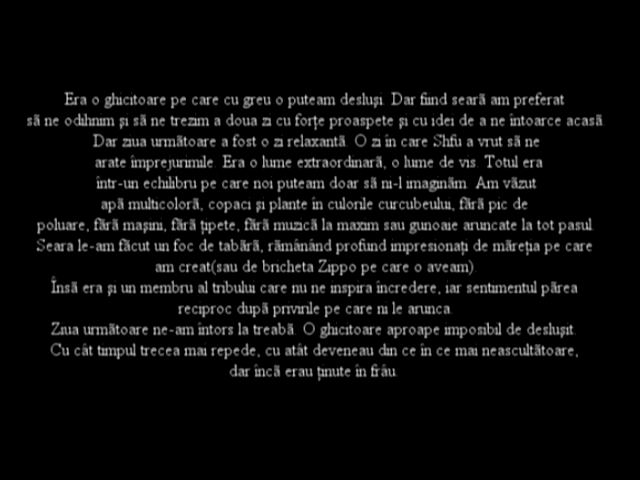 Era o ghicitoare pe care cu greu o puteam desluşi. Dar fiind seară am preferat
să ne odihnim şi să ne trezim a doua zi cu forţe proaspete şi cu idei de a ne întoarce acasă.
Dar ziua următoare a fost o zi relaxantă. O zi în care Shfu a vrut să ne
arate împrejurimile. Era o lume extraordinară, o lume de vis. Totul era
într-un echilibru pe care noi puteam doar să ni-l imaginăm. Am văzut
apă multicoloră, copaci şi plante în culorile curcubeului, fără pic de
poluare, fără maşini, fără ţipete, fără muzică la maxim sau gunoaie aruncate la tot pasul.
Seara le-am făcut un foc de tabără, rămânând profund impresionaţi de măreţia pe care
am creat(sau de bricheta Zippo pe care o aveam).
Însă era şi un membru al tribului care nu ne inspira încredere, iar sentimentul părea
reciproc după privirile pe care ni le arunca.
Ziua următoare ne-am întors la treabă. O ghicitoare aproape imposibil de desluşit.
Cu cât timpul trecea mai repede, cu atât deveneau din ce în ce mai neascultătoare,
dar încă erau ţinute în frâu.